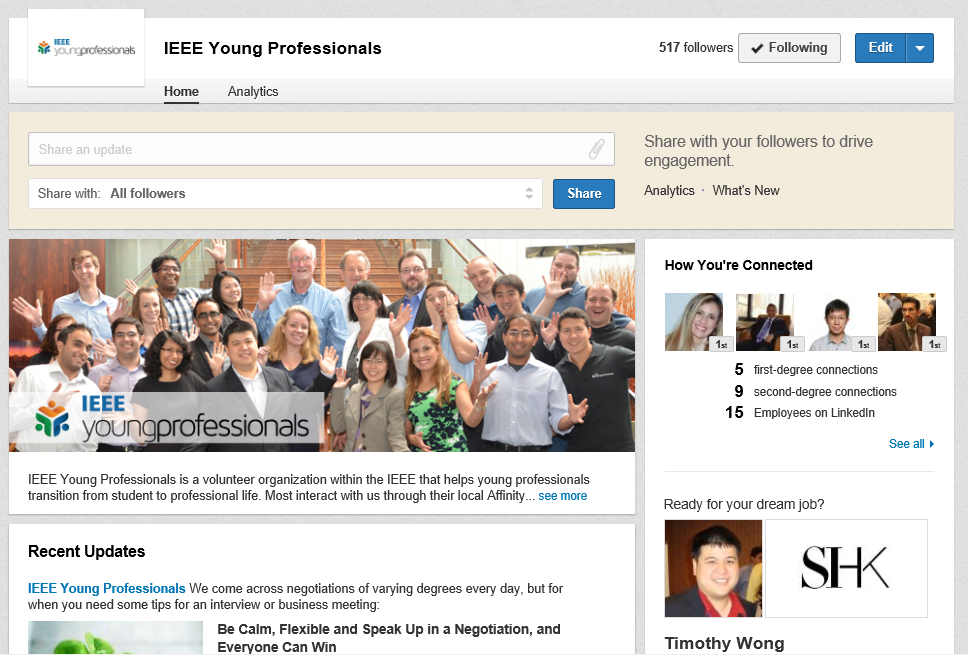 IEEE
youngprofessionals
IEEE Young Professionals
517 followers
Following
Edit
Home
Analytics
Share an update
Share with: All followers
Share
Share with your followers to drive
engagement.
Analytics · What's New
IEEE
youngprofessionals
IEEE Young Professionals is a volunteer organization within the IEEE that helps young professionals
transition from student to professional life. Most interact with us through their local Affinity... see more
Recent Updates
IEEE Young Professionals We come across negotiations of varying degrees every day, but for
when you need some tips for an interview or business meeting:
Be Calm, Flexible and Speak Up in a Negotiation, and
Everyone Can Win
How You're Connected
1st
1st
1st
1st
5 first-degree connections
9 second-degree connections
15 Employees on LinkedIn
See all
Ready for your dream job?
SHK
Timothy Wong